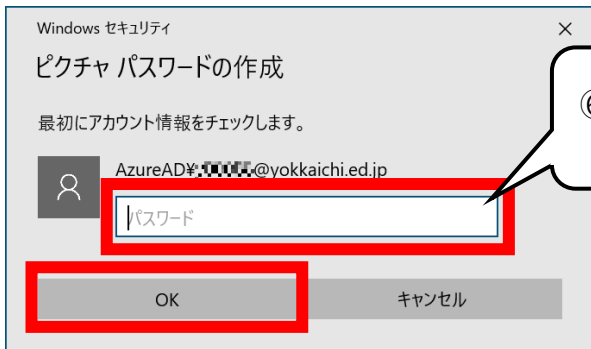 Windows セキュリティ
ピクチャ パスワードの作成
最初にアカウント情報をチェックします。
AzureAD¥ @yokkaichi.ed.jp
パスワード
OK
キャンセル
⑥